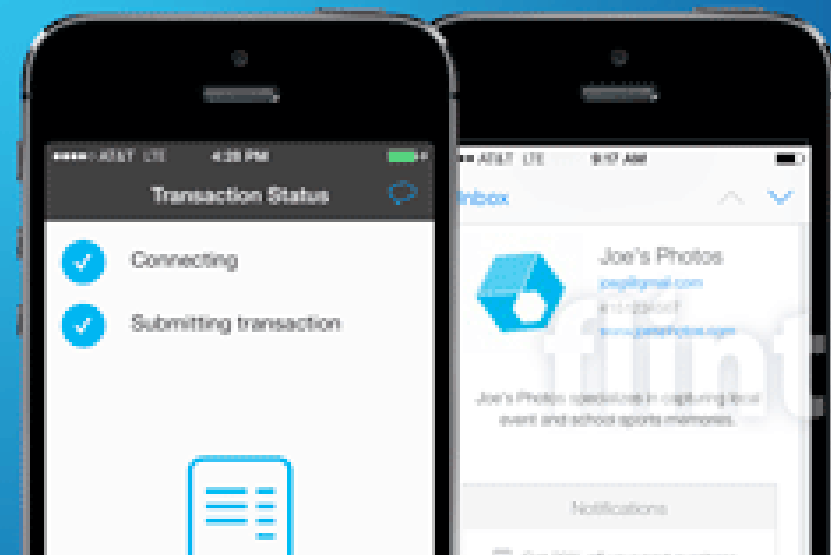 AT&T LTE 4:28 PM
Transaction Status
Connecting
Submitting transaction
AT&T LTE 9:17 AM
Inbox
Joe's Photos
flint
Joe's Photos specializes in capturing local
event and school sports memories.
Notifications